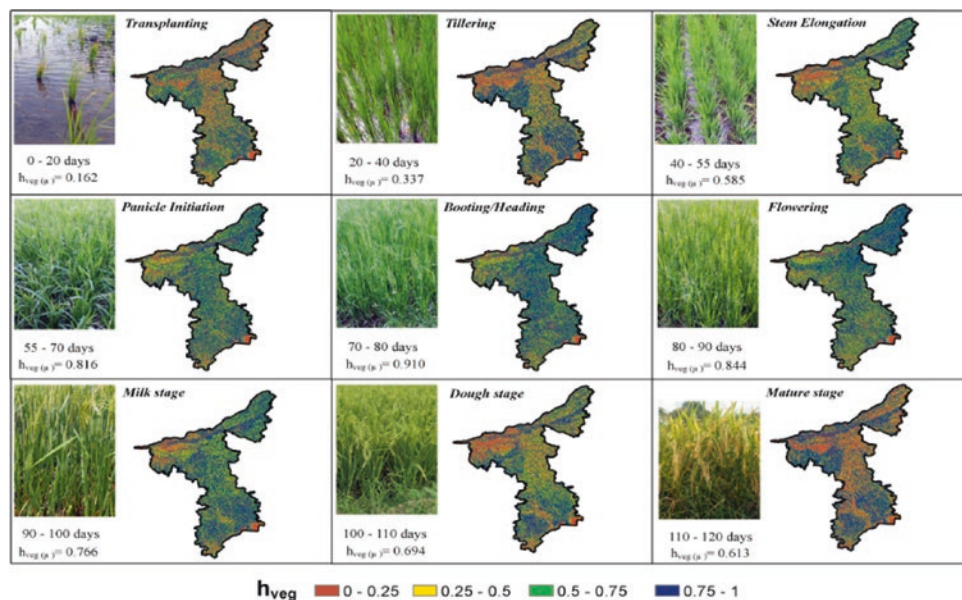 Transplanting
0 - 20 days
hveg (μ) = 0.162
Tillering
20 - 40 days
hveg (μ) = 0.337
Stem Elongation
40 - 55 days
hveg (μ) = 0.585
Panicle Initiation
55 - 70 days
hveg (μ) = 0.816
Booting/Heading
70 - 80 days
hveg (μ) = 0.910
Flowering
80 - 90 days
hveg (μ) = 0.844
Milk stage
90 - 100 days
hveg (μ) = 0.766
Dough stage
100 - 110 days
hveg (μ) = 0.694
Mature stage
110 - 120 days
hveg (μ) = 0.613
hveg 0 - 0.25 0.25 - 0.5 0.5 - 0.75 0.75 - 1